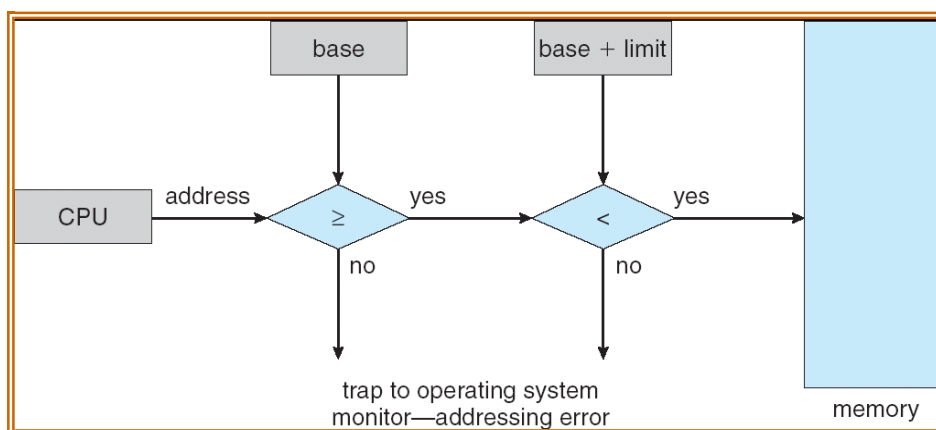 base
base + limit
CPU
address
≥
yes
<
yes
no
no
trap to operating system
monitor—addressing error
memory